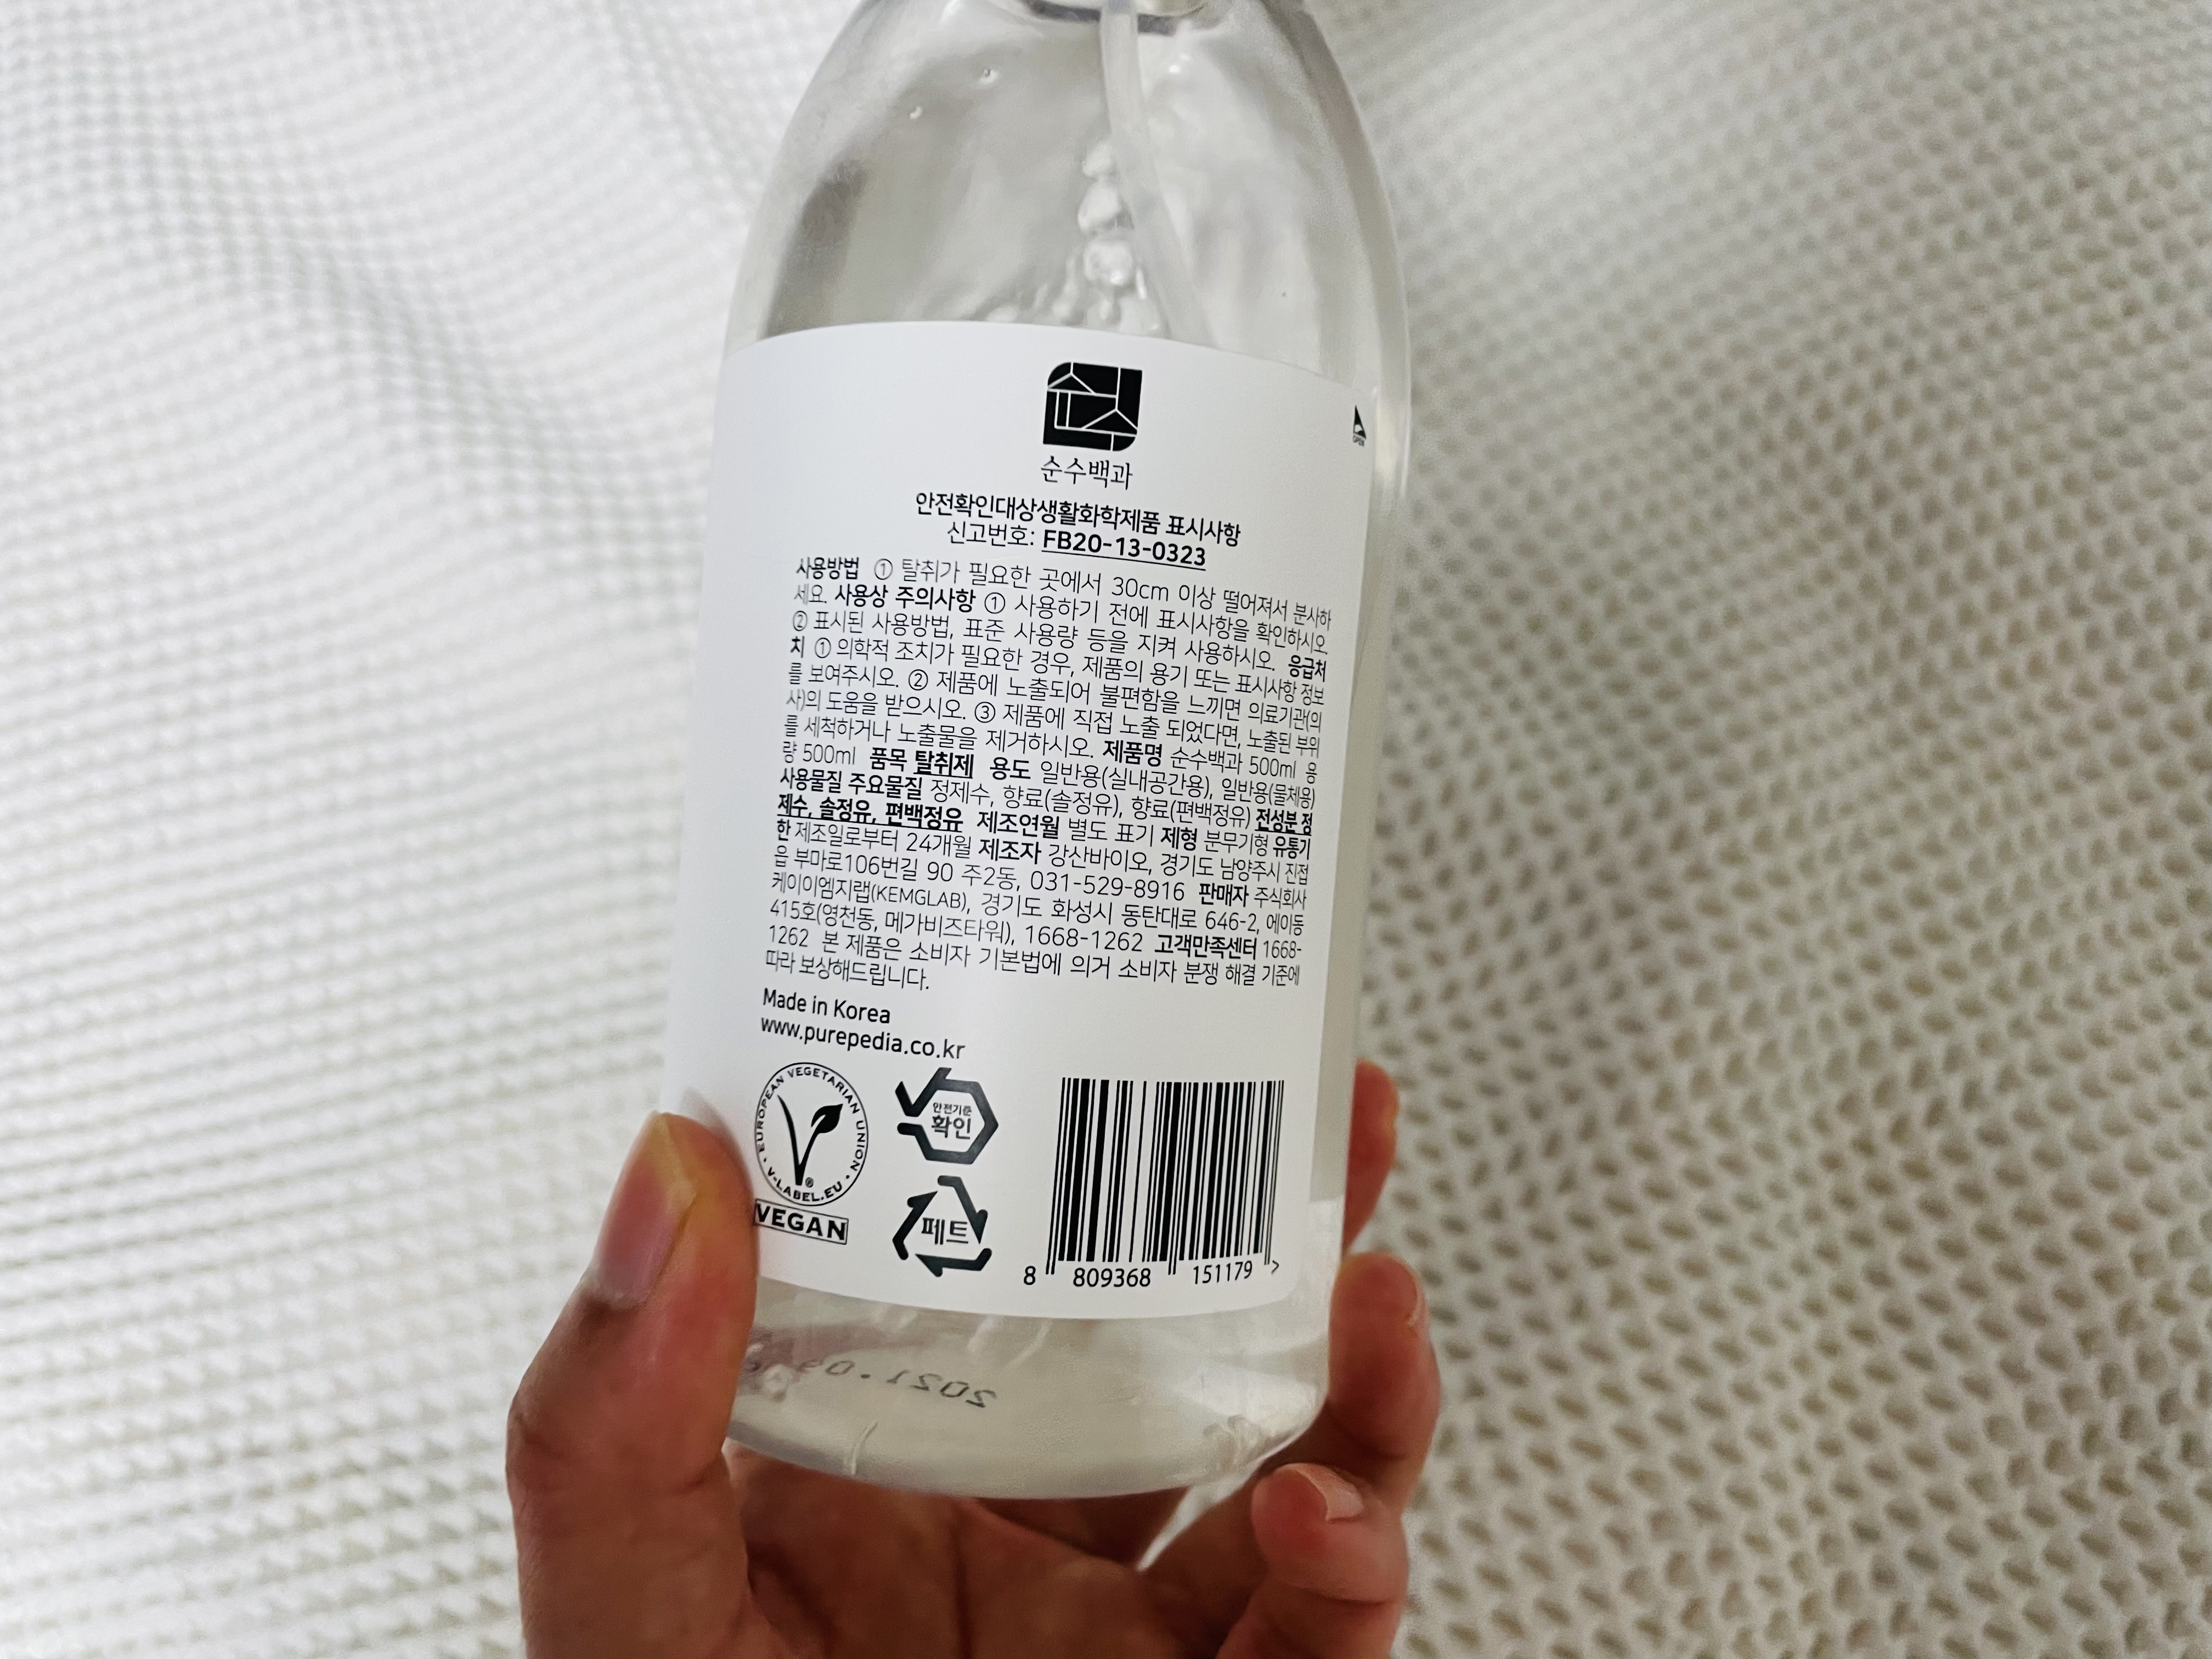 순수백과
안전확인대상생활화학제품 표시사항
신고번호: FB20-13-0323
사용방법 ① 탈취가 필요한 곳에서 30cm 이상 떨어져서 분사하
세요. 사용상 주의사항 ① 사용하기 전에 표시사항을 확인하시오.
② 표시된 사용방법, 표준 사용량 등을 지켜 사용하시오. 응급처
치 ① 의학적 조치가 필요한 경우, 제품의 용기 또는 표시사항 정보
를 보여주시오. ② 제품에 노출되어 불편함을 느끼면 의료기관(의
사)의 도움을 받으시오. ③ 제품에 직접 노출 되었다면, 노출된 부위
를 세척하거나 노출물을 제거하시오. 제품명 순수백과 500ml 용
량 500ml 품목 탈취제 용도 일반용(실내공간용), 일반용(물체용)
사용물질 주요물질 정제수, 향료(솔정유), 향료(편백정유) 전성분 정
제수, 솔정유, 편백정유 제조연월 별도 표기 제형 분무기형 유통기
한 제조일로부터 24개월 제조자 강산바이오, 경기도 남양주시 진접
읍 부마로106번길 90 주2동, 031-529-8916 판매자 주식회사
케이이엠지랩(KEMGLAB), 경기도 화성시 동탄대로 646-2, 에이동
415호(영천동, 메가비즈타워), 1668-1262 고객만족센터 1668-
1262 본 제품은 소비자 기본법에 의거 소비자 분쟁 해결 기준에
따라 보상해드립니다.
Made in Korea
www.purepedia.co.kr
EUROPEAN VEGETARIAN UNION
V-LABEL.EU
VEGAN
안전기준
확인
페트
8 809368 151179 >
OPEN